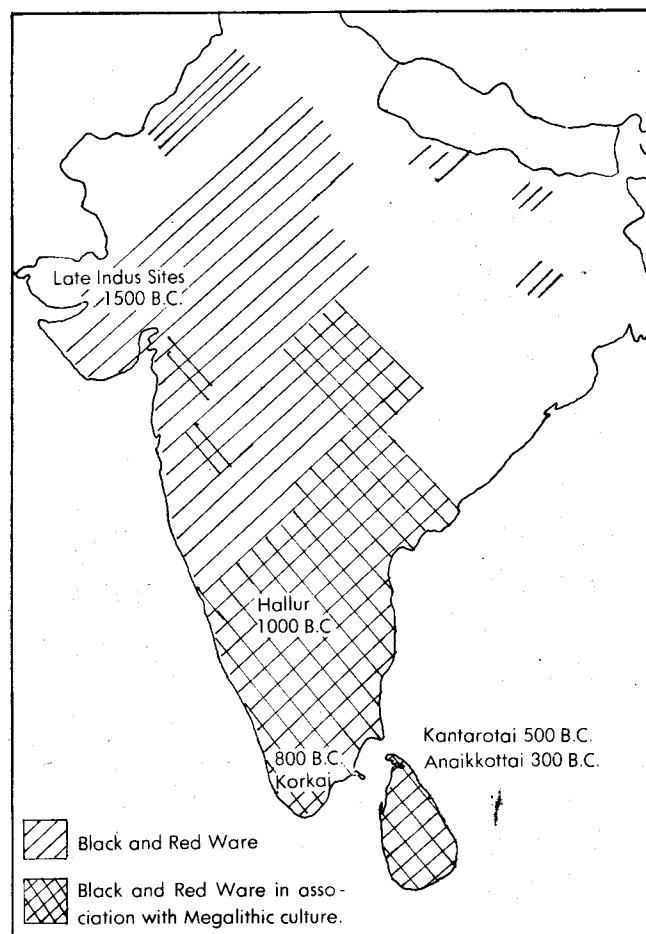 Late Indus Sites
1500 B.C.
Hallur
1000 B.C
800 B.C.
Korkai
Kantarotai 500 B.C.
Anaikkottai 300 B.C.
Black and Red Ware
Black and Red Ware in asso-
ciation with Megalithic culture.